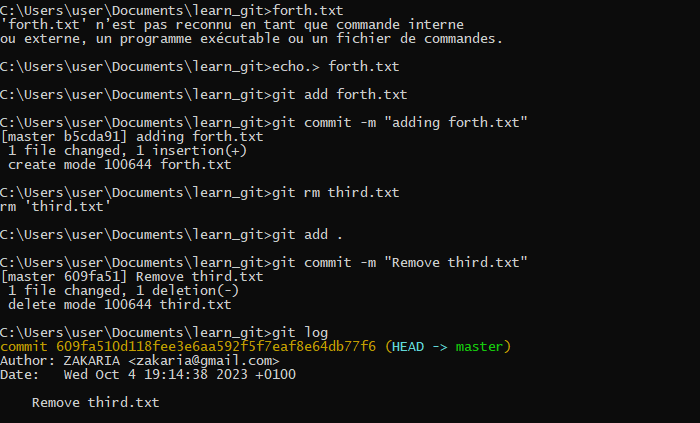 C:\Users\user\Documents\learn_git>forth.txt
'forth.txt' n'est pas reconnu en tant que commande interne
ou externe, un programme exécutable ou un fichier de commandes.
C:\Users\user\Documents\learn_git>echo.> forth.txt
C:\Users\user\Documents\learn_git>git add forth.txt
C:\Users\user\Documents\learn_git>git commit -m "adding forth.txt"
[master b5cda91] adding forth.txt
1 file changed, 1 insertion(+)
create mode 100644 forth.txt
C:\Users\user\Documents\learn_git>git rm third.txt
rm 'third.txt'
C:\Users\user\Documents\learn_git>git add .
C:\Users\user\Documents\learn_git>git commit -m "Remove third.txt"
[master 609fa51] Remove third.txt
1 file changed, 1 deletion(-)
delete mode 100644 third.txt
C:\Users\user\Documents\learn_git>git log
commit 609fa510d118fee3e6aa592f5f7eaf8e64db77f6 (HEAD -> master)
Author: ZAKARIA <zakaria@gmail.com>
Date:   Wed Oct 4 19:14:38 2023 +0100
Remove third.txt